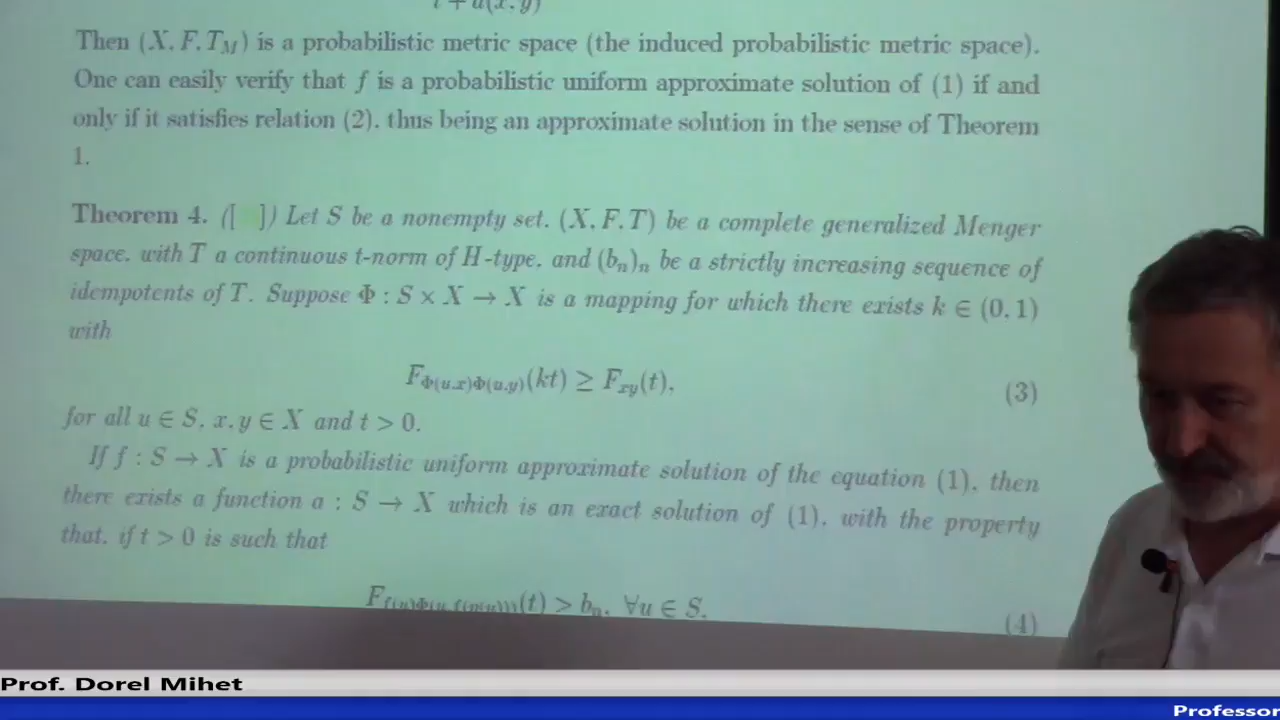 t + d(x, y)
Then (X, F, T_M) is a probabilistic metric space (the induced probabilistic metric space).
One can easily verify that f is a probabilistic uniform approximate solution of (1) if and
only if it satisfies relation (2), thus being an approximate solution in the sense of Theorem
1.
Theorem 4. ([ ]) Let S be a nonempty set, (X, F, T) be a complete generalized Menger
space, with T a continuous t-norm of H-type, and (b_n)_n be a strictly increasing sequence of
idempotents of T. Suppose Φ : S × X → X is a mapping for which there exists k ∈ (0, 1)
with
F_{Φ(u,x)Φ(u,y)}(kt) ≥ F_{xy}(t), (3)
for all u ∈ S, x, y ∈ X and t > 0.
If f : S → X is a probabilistic uniform approximate solution of the equation (1), then
there exists a function a : S → X which is an exact solution of (1), with the property
that, if t > 0 is such that
F_{f(u)Φ(u,f(φ(u)))}(t) > b_n, ∀u ∈ S, (4)
Prof. Dorel Mihet
Professor